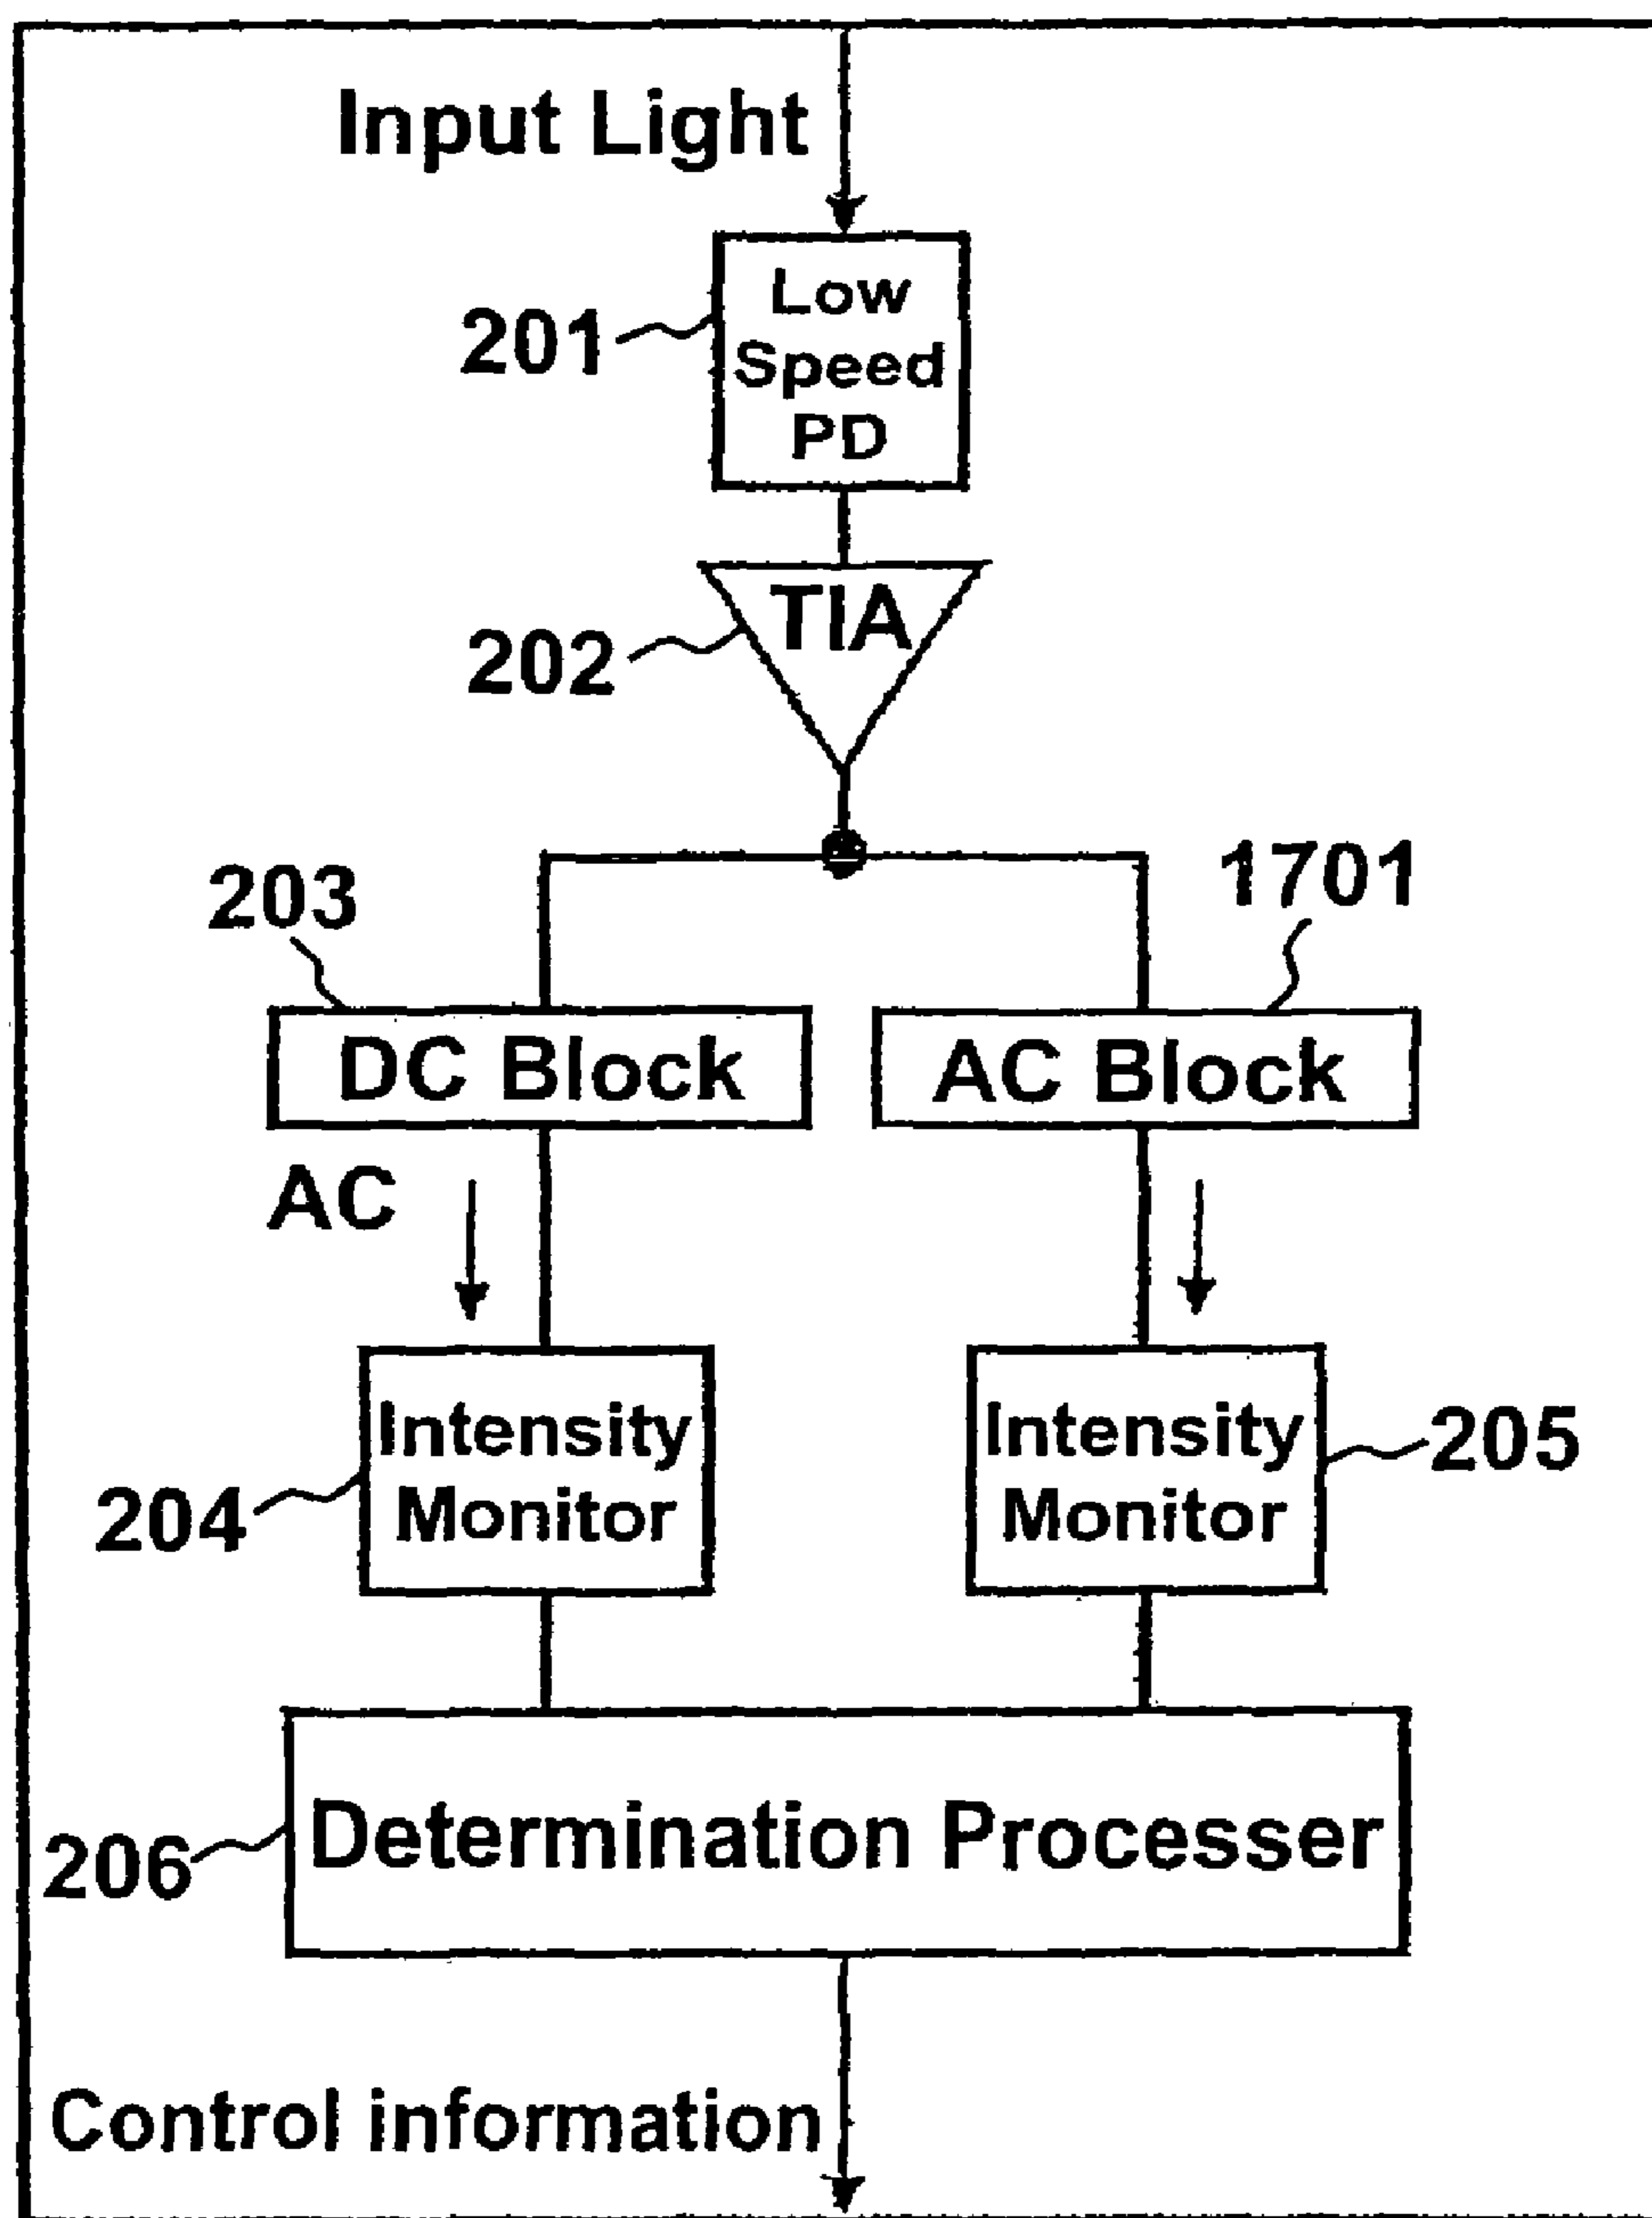 Input Light
201
Low
Speed
PD
202
TIA
203
1701
DC Block
AC Block
AC
Intensity
Monitor
204
Intensity
Monitor
205
206
Determination Processer
Control information